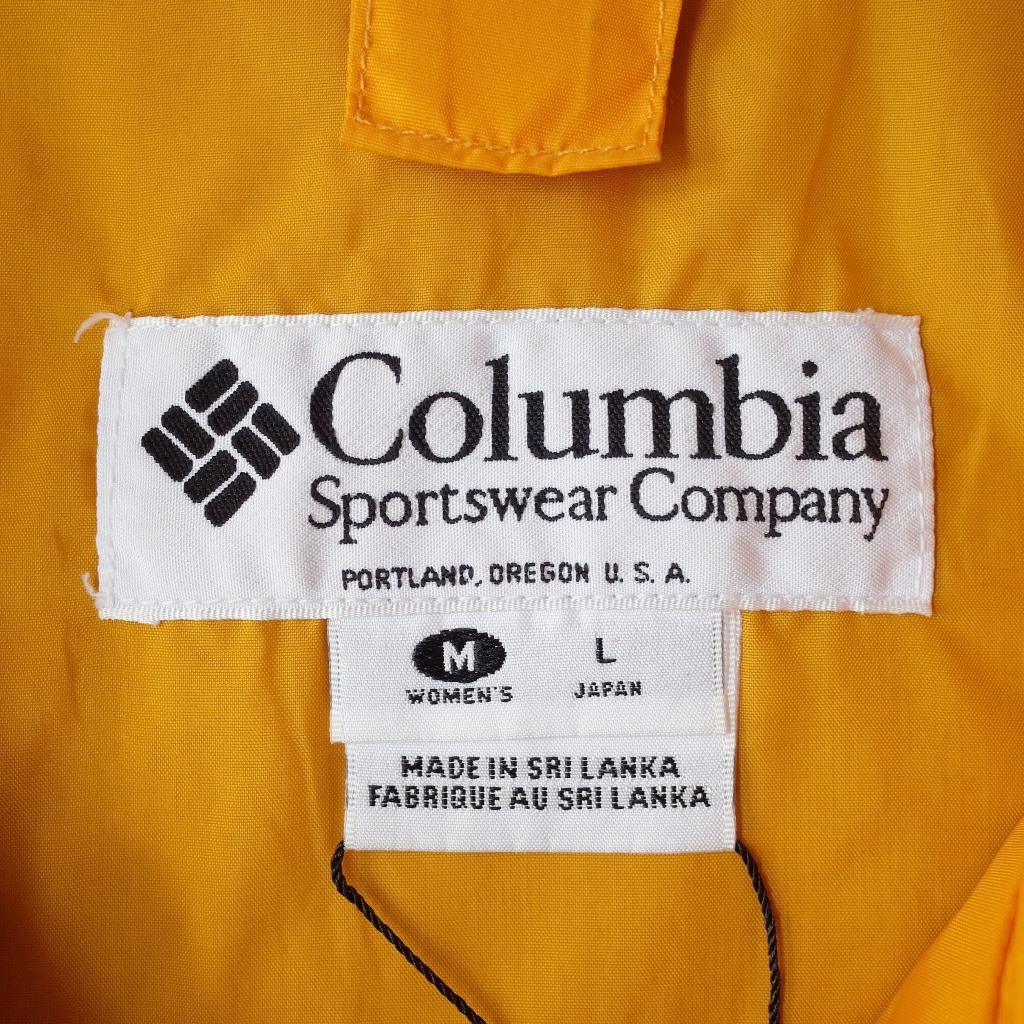 Columbia
Sportswear Company
PORTLAND, OREGON U. S. A.
M L
WOMEN'S JAPAN
MADE IN SRI LANKA
FABRIQUE AU SRI LANKA